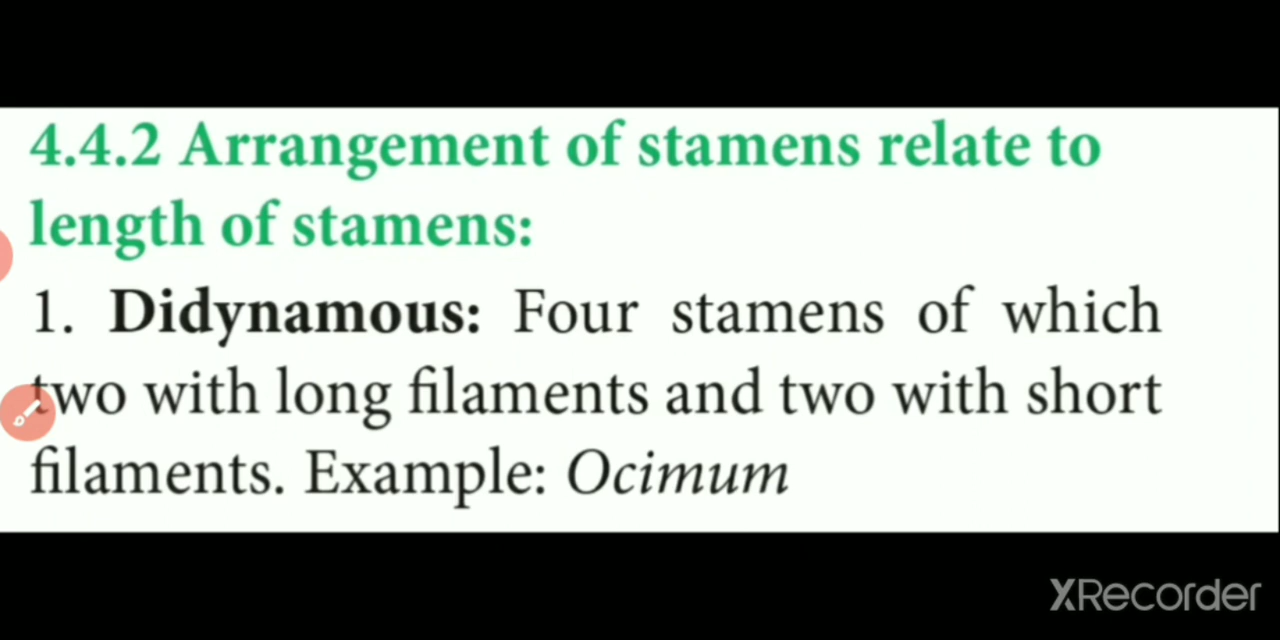 4.4.2 Arrangement of stamens relate to
length of stamens:
1. Didynamous: Four stamens of which
two with long filaments and two with short
filaments. Example: Ocimum
XRecorder